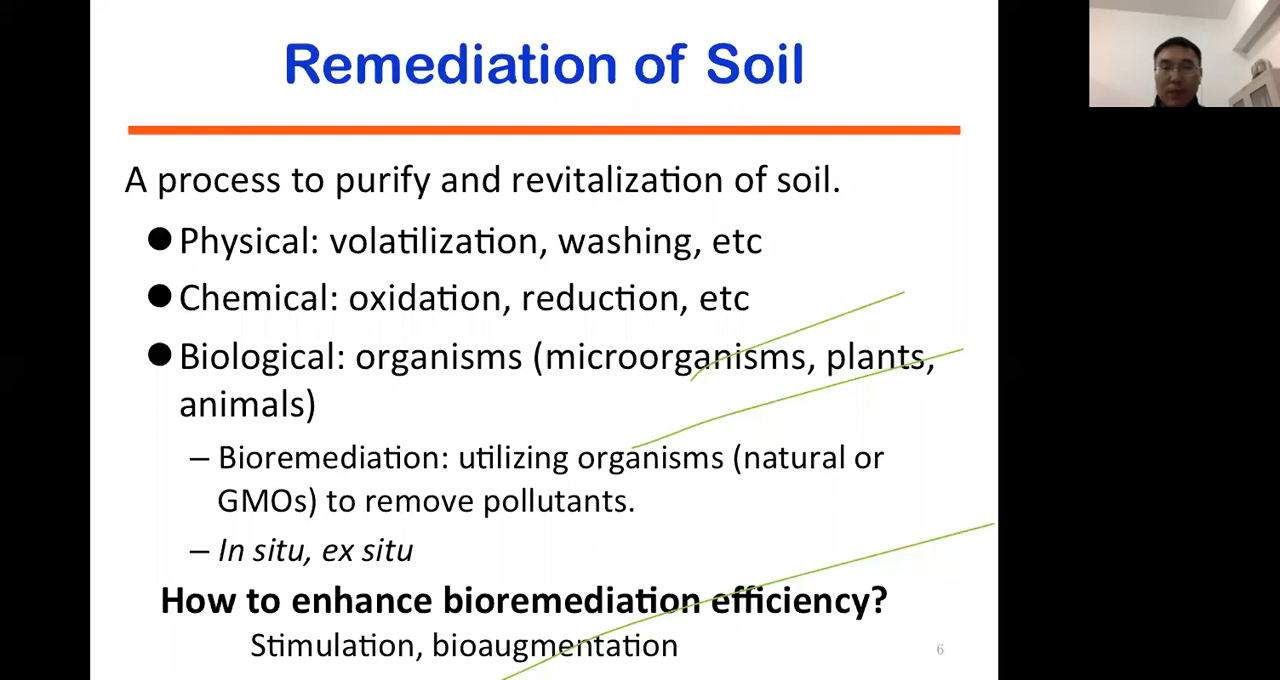 Remediation of Soil
A process to purify and revitalization of soil.
● Physical: volatilization, washing, etc
● Chemical: oxidation, reduction, etc
● Biological: organisms (microorganisms, plants,
animals)
– Bioremediation: utilizing organisms (natural or
GMOs) to remove pollutants.
– In situ, ex situ
How to enhance bioremediation efficiency?
Stimulation, bioaugmentation
6